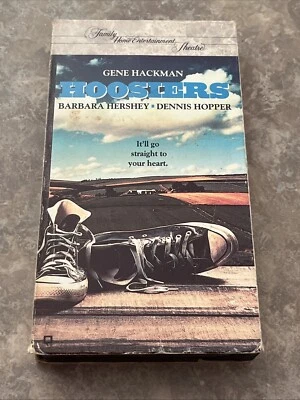 Family
Home Entertainment
Theatre
GENE HACKMAN
HOOSIERS
BARBARA HERSHEY • DENNIS HOPPER
It'll go
straight to
your heart.